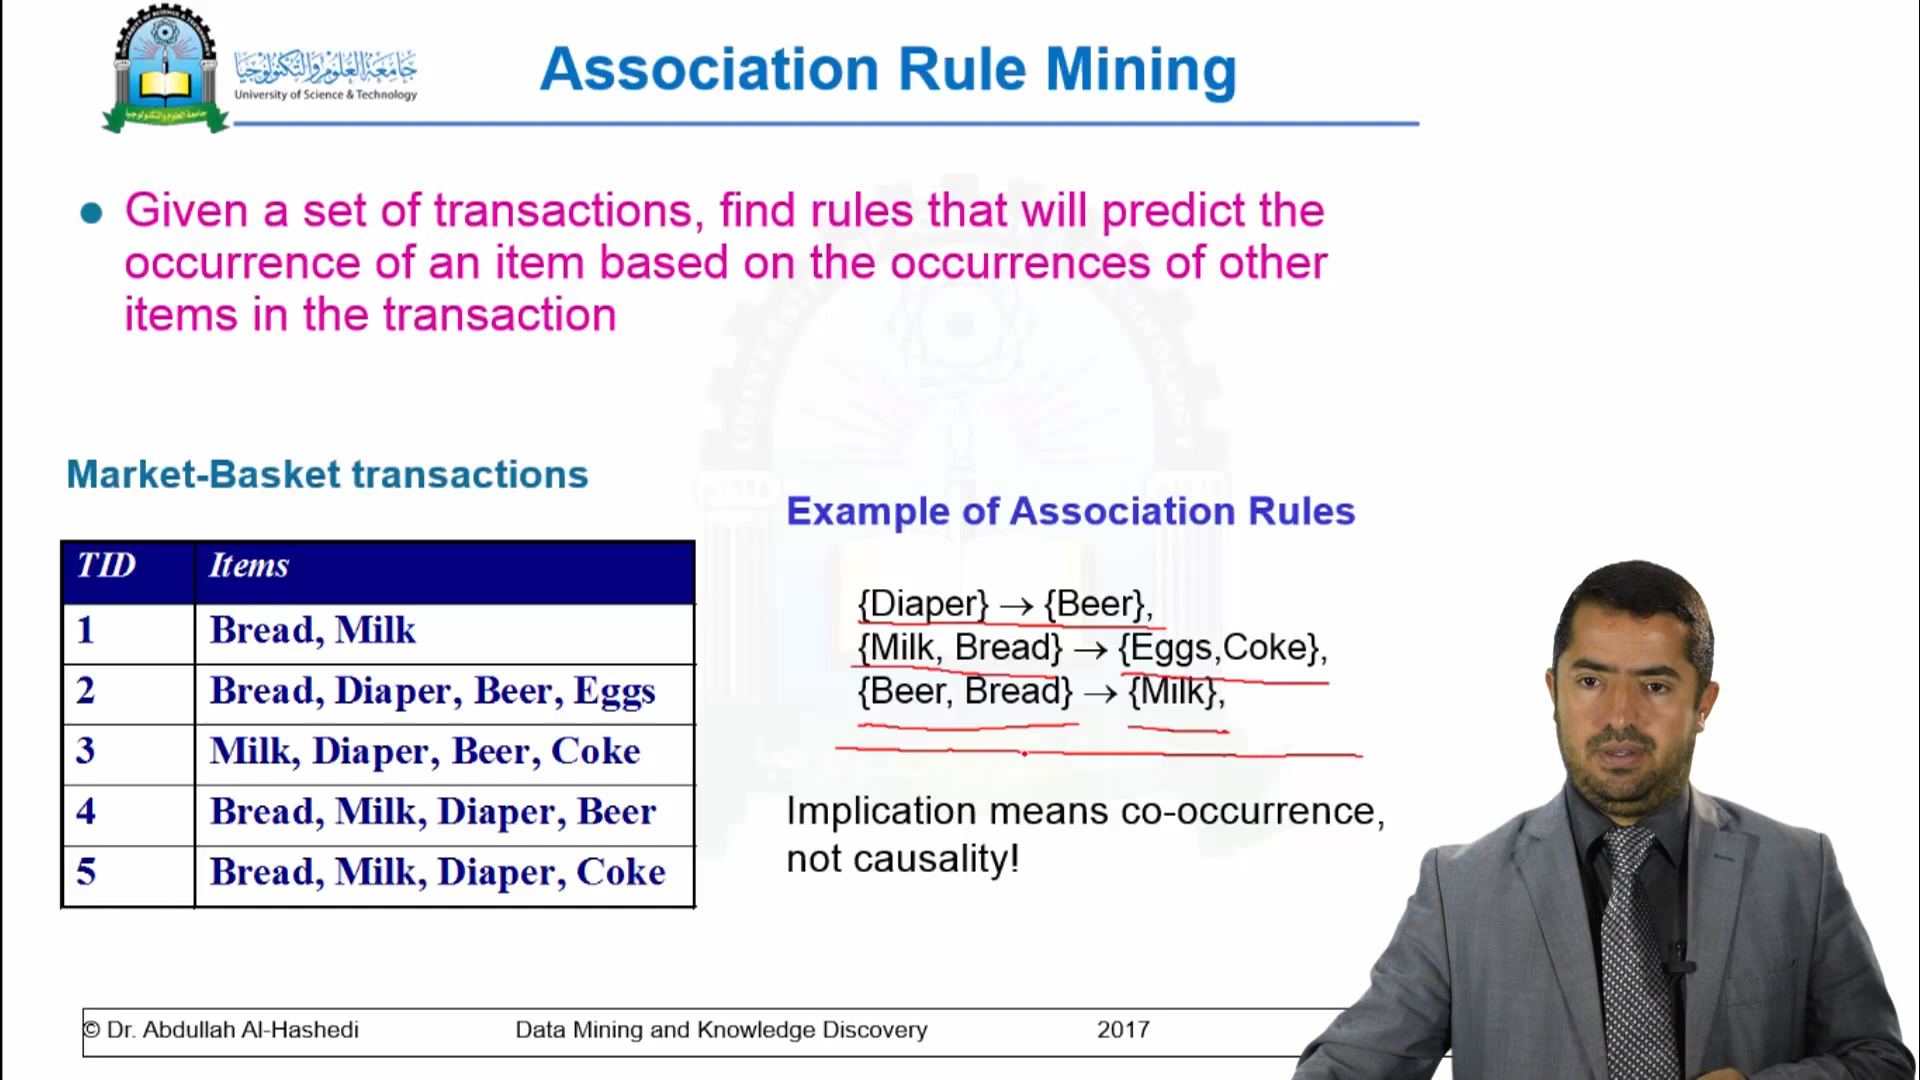 جامعة العلوم والتكنولوجيا
University of Science & Technology
Association Rule Mining
● Given a set of transactions, find rules that will predict the
occurrence of an item based on the occurrences of other
items in the transaction
Market-Basket transactions
TID Items
1 Bread, Milk
2 Bread, Diaper, Beer, Eggs
3 Milk, Diaper, Beer, Coke
4 Bread, Milk, Diaper, Beer
5 Bread, Milk, Diaper, Coke
Example of Association Rules
{Diaper} → {Beer},
{Milk, Bread} → {Eggs,Coke},
{Beer, Bread} → {Milk},
Implication means co-occurrence,
not causality!
© Dr. Abdullah Al-Hashedi Data Mining and Knowledge Discovery 2017